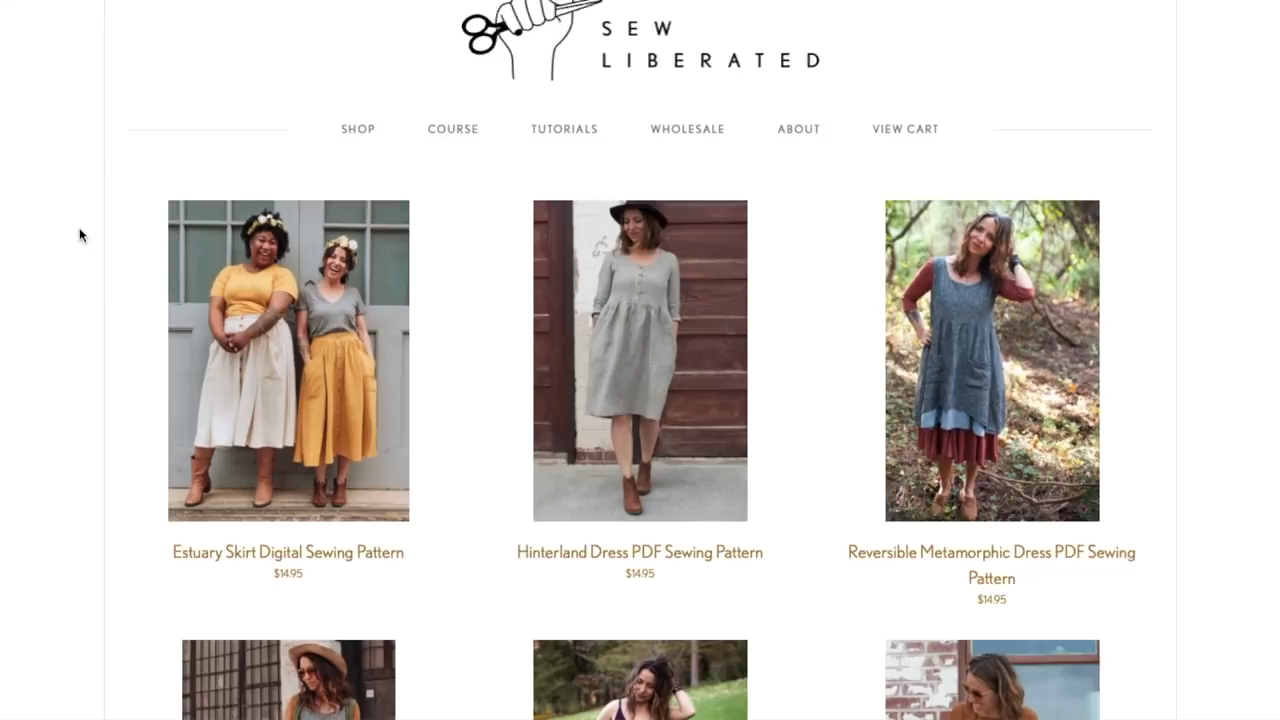 SEW
LIBERATED
SHOP COURSE TUTORIALS WHOLESALE ABOUT VIEW CART
Estuary Skirt Digital Sewing Pattern
$14.95
Hinterland Dress PDF Sewing Pattern
$14.95
Reversible Metamorphic Dress PDF Sewing
Pattern
$14.95